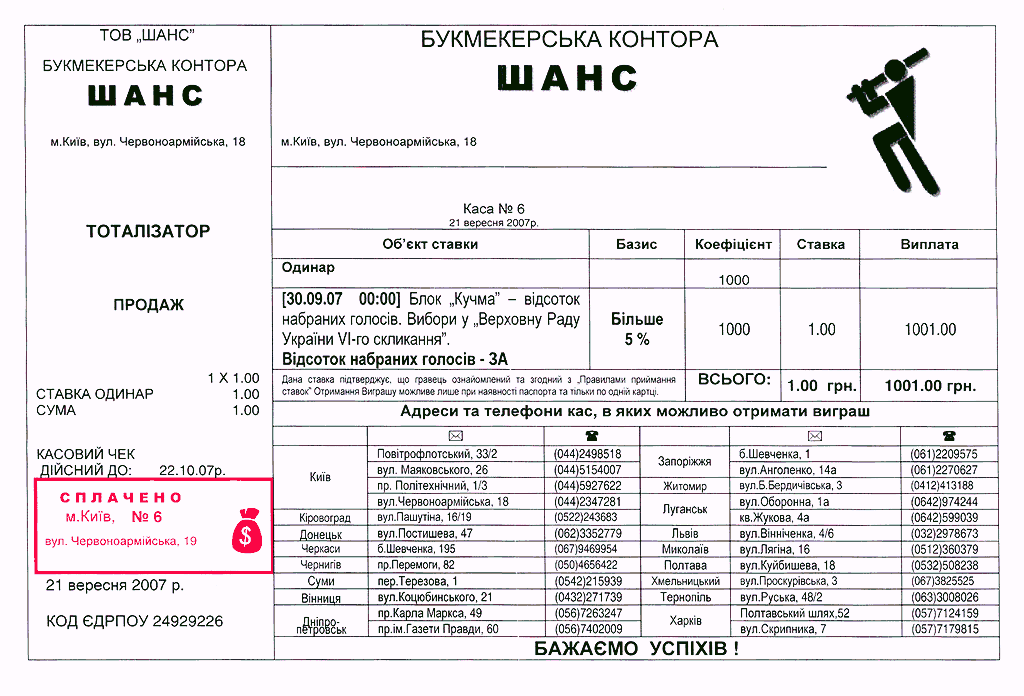 ТОВ „ШАНС”
БУКМЕКЕРСЬКА КОНТОРА
ШАНС
м.Київ, вул. Червоноармійська, 18
ТОТАЛІЗАТОР
ПРОДАЖ
1 X 1.00
СТАВКА ОДИНАР 1.00
СУМА 1.00
КАСОВИЙ ЧЕК
ДІЙСНИЙ ДО: 22.10.07р.
СПЛАЧЕНО
м.Київ, № 6
вул. Червоноармійська, 19
$
21 вересня 2007 р.
КОД ЄДРПОУ 24929226
БУКМЕКЕРСЬКА КОНТОРА
ШАНС
м.Київ, вул. Червоноармійська, 18
Каса № 6
21 вересня 2007р.
Об’єкт ставки Базис Коефіцієнт Ставка Виплата
Одинар 1000
[30.09.07 00:00] Блок „Кучма” – відсоток
набраних голосів. Вибори у „Верховну Раду
України VI-го скликання”.
Відсоток набраних голосів - ЗА
Більше
5 %
1000 1.00 1001.00
Дана ставка підтверджує, що гравець ознайомлений та згодний з „Правилами приймання
ставок” Отримання Виграшу можливе лише при наявності паспорта та тільки по одній картці.
ВСЬОГО: 1.00 грн. 1001.00 грн.
Адреси та телефони кас, в яких можливо отримати виграш
Київ
Повітрофлотський, 33/2 (044)2498518
вул. Маяковського, 26 (044)5154007
пр. Політехнічний, 1/3 (044)5927622
вул.Червоноармійська, 18 (044)2347281
Кіровоград вул.Пашутіна, 16/19 (0522)243683
Донецьк вул.Постишева, 47 (062)3352779
Черкаси б.Шевченка, 195 (067)9469954
Чернігів пр.Перемоги, 82 (050)4656422
Суми пер.Терезова, 1 (0542)215939
Вінниця вул.Коцюбинського, 21 (0432)271739
Дніпро-
петровськ
пр.Карла Маркса, 49 (056)7263247
пр.ім.Газети Правди, 60 (056)7402009
Запоріжжя
б.Шевченка, 1 (061)2209575
вул.Анголенко, 14а (061)2270627
Житомир вул.Б.Бердичівська, 3 (0412)413188
Луганськ
вул.Оборонна, 1а (0642)974244
кв.Жукова, 4а (0642)599039
Львів вул.Вінніченка, 4/6 (032)2978673
Миколаїв вул.Лягіна, 16 (0512)360379
Полтава вул.Куйбишева, 18 (0532)508238
Хмельницький вул.Проскурівська, 3 (067)3825525
Тернопіль вул.Руська, 48/2 (063)3008026
Харків
Полтавський шлях,52 (057)7124159
вул.Скрипника, 7 (057)7179815
БАЖАЄМО УСПІХІВ !